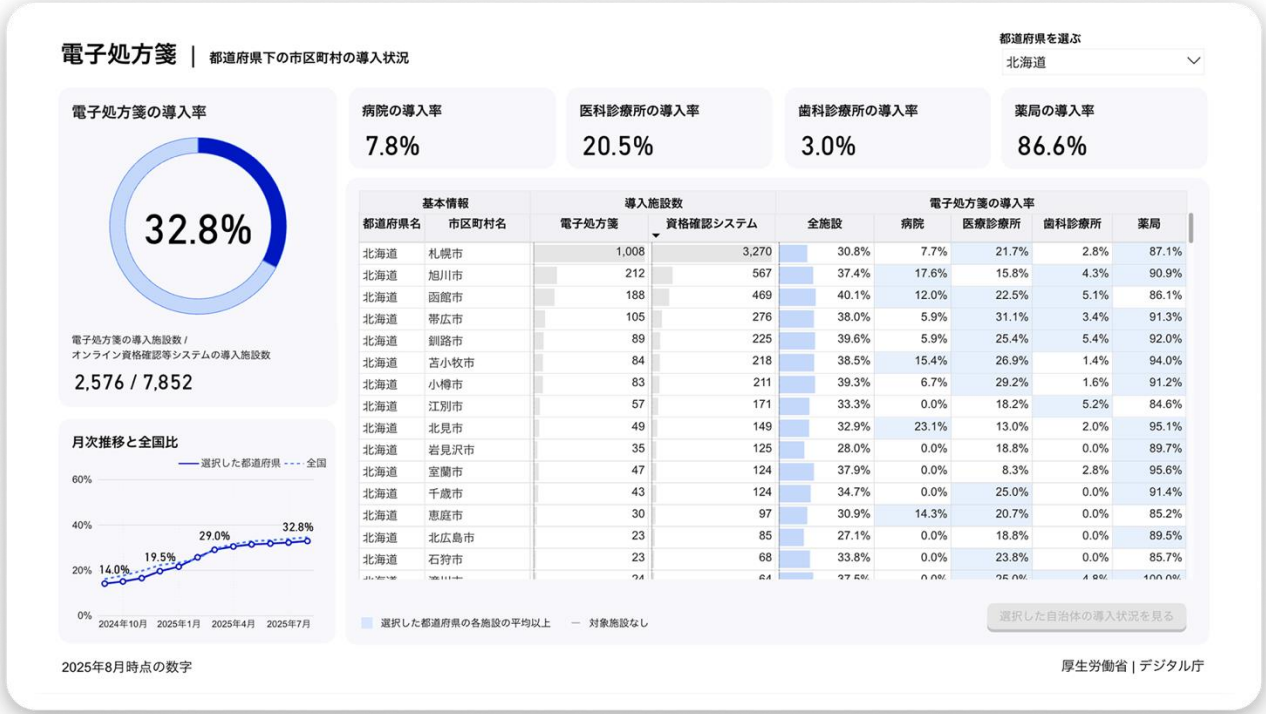 電子処方箋 | 都道府県下の市区町村の導入状況
都道府県を選ぶ
北海道
電子処方箋の導入率
32.8%
電子処方箋の導入施設数 /
オンライン資格確認等システムの導入施設数
2,576 / 7,852
病院の導入率
7.8%
医科診療所の導入率
20.5%
歯科診療所の導入率
3.0%
薬局の導入率
86.6%
月次推移と全国比
選択した都道府県 全国
60%
40%
20%
0%
14.0%
19.5%
29.0%
32.8%
2024年10月 2025年1月 2025年4月 2025年7月
基本情報 導入施設数 電子処方箋の導入率
都道府県名 市区町村名 電子処方箋 資格確認システム 全施設 病院 医療診療所 歯科診療所 薬局
北海道 札幌市 1,008 3,270 30.8% 7.7% 21.7% 2.8% 87.1%
北海道 旭川市 212 567 37.4% 17.6% 15.8% 4.3% 90.9%
北海道 函館市 188 469 40.1% 12.0% 22.5% 5.1% 86.1%
北海道 帯広市 105 276 38.0% 5.9% 31.1% 3.4% 91.3%
北海道 釧路市 89 225 39.6% 5.9% 25.4% 5.4% 92.0%
北海道 苫小牧市 84 218 38.5% 15.4% 26.9% 1.4% 94.0%
北海道 小樽市 83 211 39.3% 6.7% 29.2% 1.6% 91.2%
北海道 江別市 57 171 33.3% 0.0% 18.2% 5.2% 84.6%
北海道 北見市 49 149 32.9% 23.1% 13.0% 2.0% 95.1%
北海道 岩見沢市 35 125 28.0% 0.0% 18.8% 0.0% 89.7%
北海道 室蘭市 47 124 37.9% 0.0% 8.3% 2.8% 95.6%
北海道 千歳市 43 124 34.7% 0.0% 25.0% 0.0% 91.4%
北海道 恵庭市 30 97 30.9% 14.3% 20.7% 0.0% 85.2%
北海道 北広島市 23 85 27.1% 0.0% 18.8% 0.0% 89.5%
北海道 石狩市 23 68 33.8% 0.0% 23.8% 0.0% 85.7%
北海道 滝川市 24 64 37.5% 0.0% 25.0% 4.8% 100.0%
選択した都道府県の各施設の平均以上 — 対象施設なし
選択した自治体の導入状況を見る
2025年8月時点の数字
厚生労働省 | デジタル庁